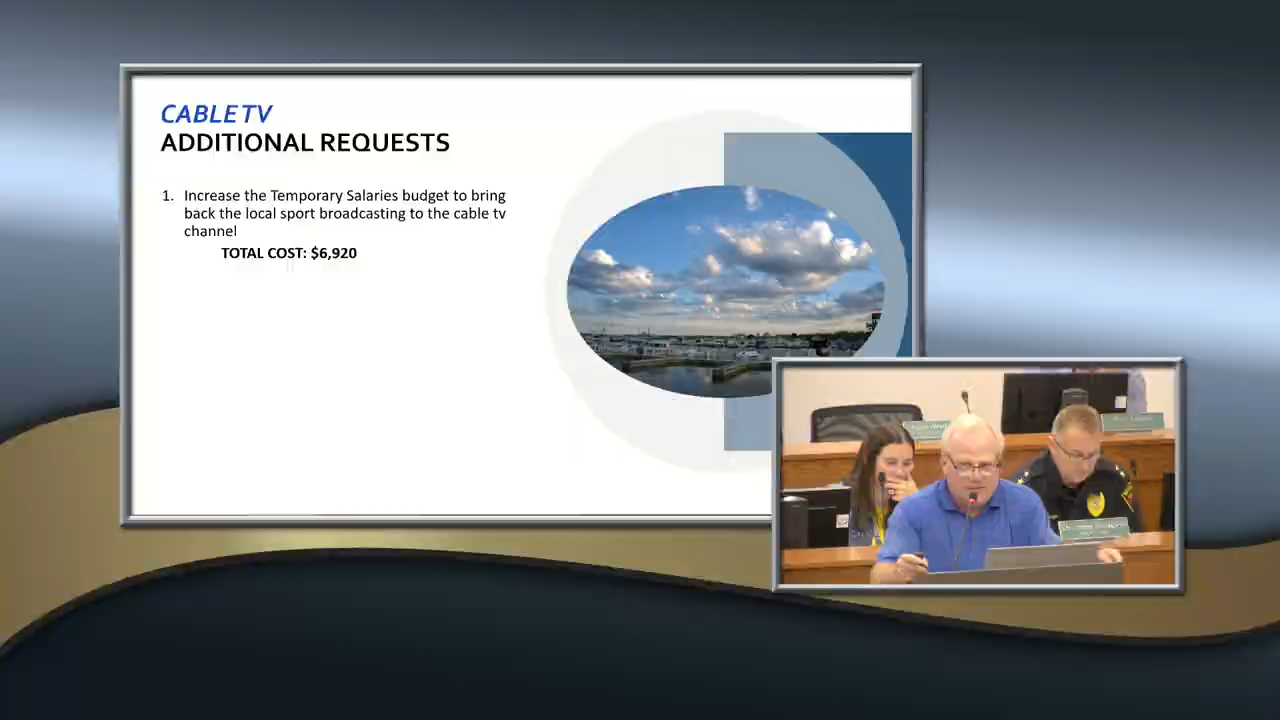 CABLE TV
ADDITIONAL REQUESTS
1. Increase the Temporary Salaries budget to bring
back the local sport broadcasting to the cable tv
channel
TOTAL COST: $6,920